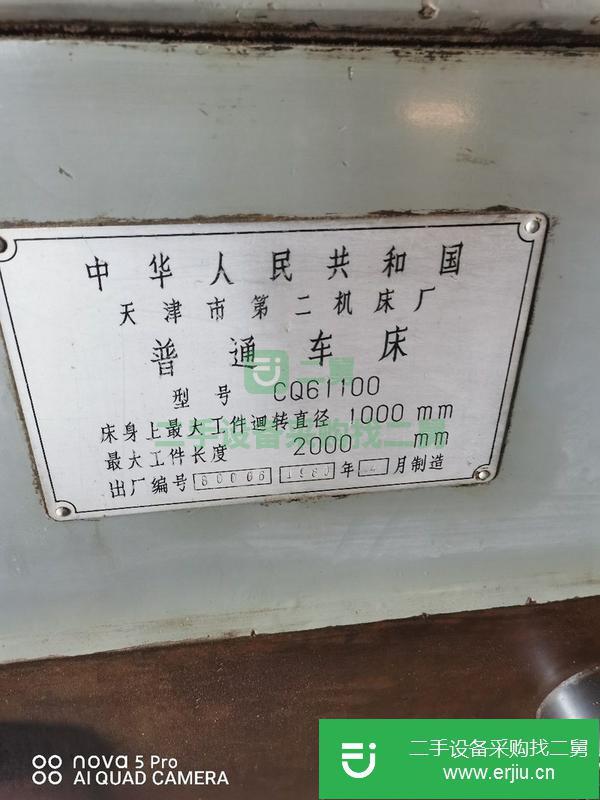 中华人民共和国
天津市第二机床厂
普通车床
型号 CQ61100
床身上最大工件迴转直径 1000 mm
最大工件长度 2000 mm
出厂编号 80066 年 月制造
二舅
二手设备采购找二舅
nova 5 Pro
AI QUAD CAMERA
二手设备采购找二舅
www.erjiu.cn